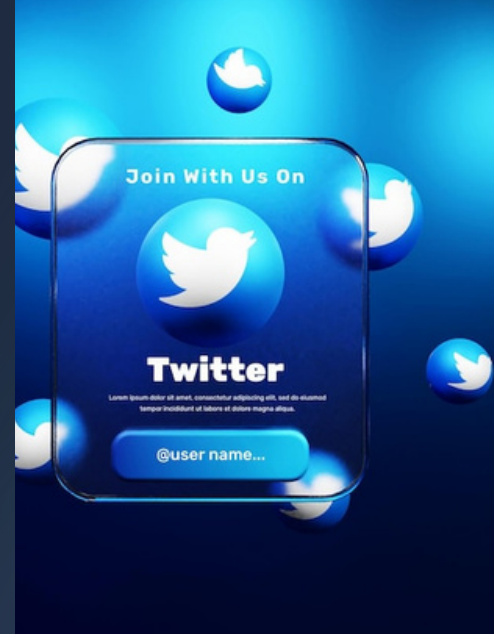 Join With Us On
Twitter
Lorem ipsum dolor sit amet, consectetur adipiscing elit, sed do eiusmod
tempor incididunt ut labore et dolore magna aliqua.
@user name...